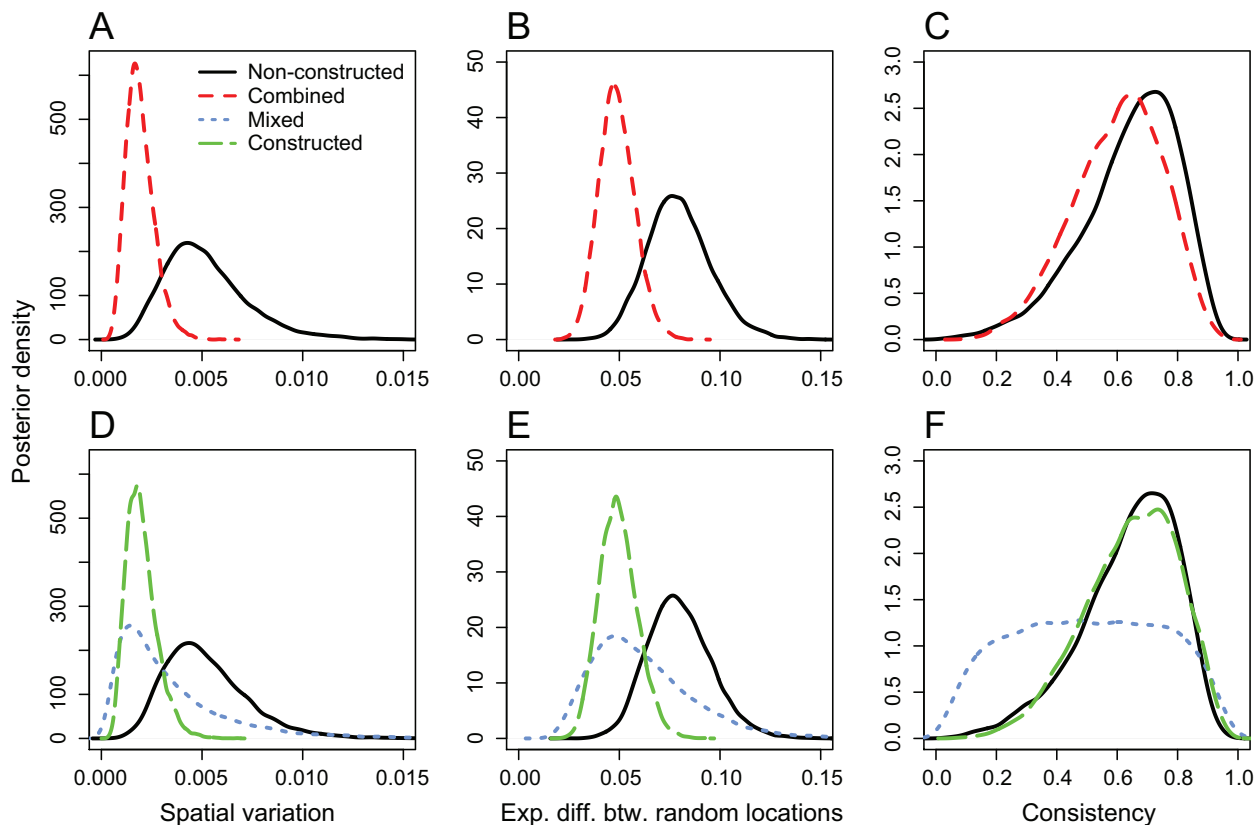 A
B
C
Non-constructed
Combined
Mixed
Constructed
0 100 300 500
0.000 0.005 0.010 0.015
0 10 20 30 40 50
0.00 0.05 0.10 0.15
0.0 0.5 1.0 1.5 2.0 2.5 3.0
0.0 0.2 0.4 0.6 0.8 1.0
Posterior density
D
E
F
0 100 300 500
0.000 0.005 0.010 0.015
Spatial variation
0 10 20 30 40 50
0.00 0.05 0.10 0.15
Exp. diff. btw. random locations
0.0 0.5 1.0 1.5 2.0 2.5 3.0
0.0 0.2 0.4 0.6 0.8 1.0
Consistency